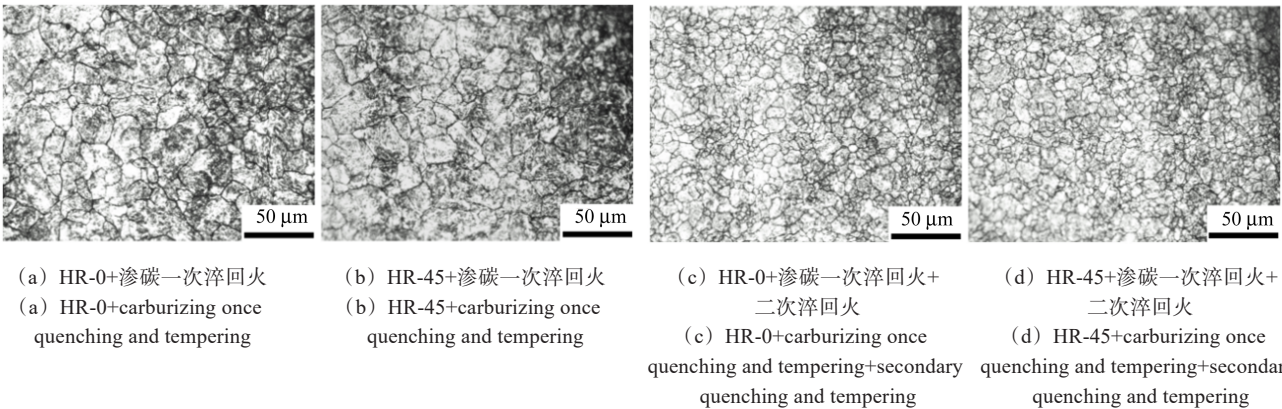 50 μm
50 μm
50 μm
50 μm
（a）HR-0+渗碳一次淬回火
（a）HR-0+carburizing once
quenching and tempering
（b）HR-45+渗碳一次淬回火
（b）HR-45+carburizing once
quenching and tempering
（c）HR-0+渗碳一次淬回火+
二次淬回火
（c）HR-0+carburizing once
quenching and tempering+secondary
quenching and tempering
（d）HR-45+渗碳一次淬回火+
二次淬回火
（d）HR-45+carburizing once
quenching and tempering+secondar
quenching and tempering